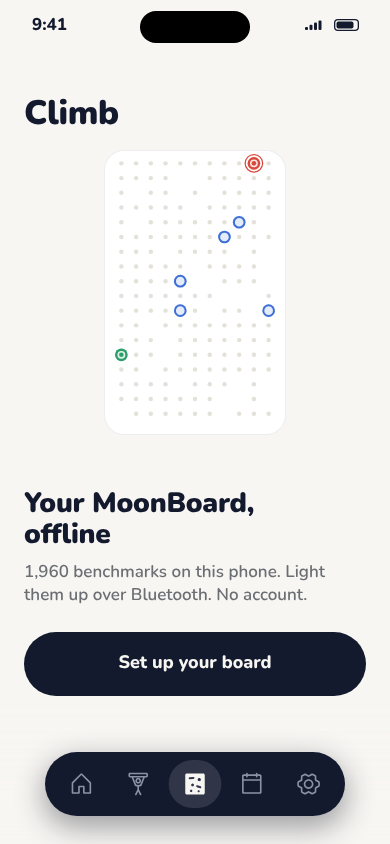 9:41
Climb
Your MoonBoard,
offline
1,960 benchmarks on this phone. Light
them up over Bluetooth. No account.
Set up your board